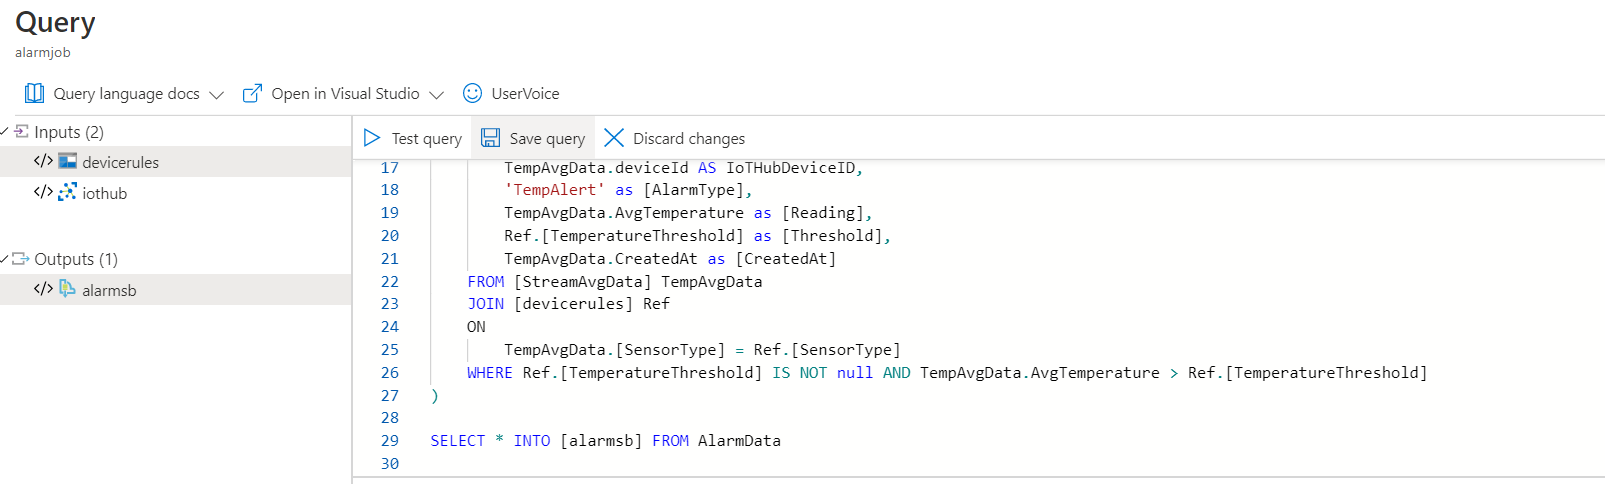 Query
alarmjob
Query language docs
Open in Visual Studio
UserVoice
Inputs (2)
</> devicerules
</> iothub
Outputs (1)
</> alarmsb
Test query
Save query
Discard changes
17 TempAvgData.deviceId AS IoTHubDeviceID,
18 'TempAlert' as [AlarmType],
19 TempAvgData.AvgTemperature as [Reading],
20 Ref.[TemperatureThreshold] as [Threshold],
21 TempAvgData.CreatedAt as [CreatedAt]
22 FROM [StreamAvgData] TempAvgData
23 JOIN [devicerules] Ref
24 ON
25 TempAvgData.[SensorType] = Ref.[SensorType]
26 WHERE Ref.[TemperatureThreshold] IS NOT null AND TempAvgData.AvgTemperature > Ref.[TemperatureThreshold]
27 )
28
29 SELECT * INTO [alarmsb] FROM AlarmData
30